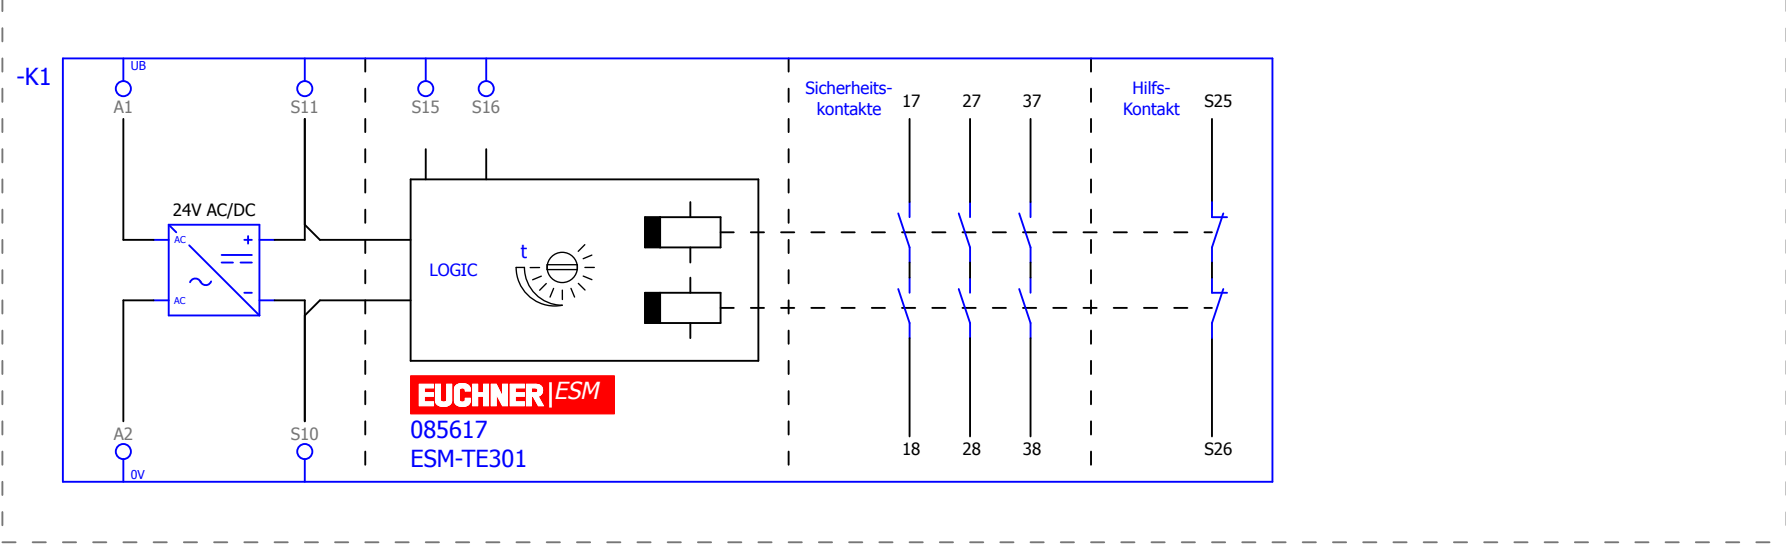 -K1
UB
A1
S11
S15
S16
Sicherheits-
kontakte
17
27
37
Hilfs-
Kontakt
S25
24V AC/DC
AC
+
AC
-
LOGIC
t
EUCHNER|ESM
085617
ESM-TE301
A2
S10
0V
18
28
38
S26